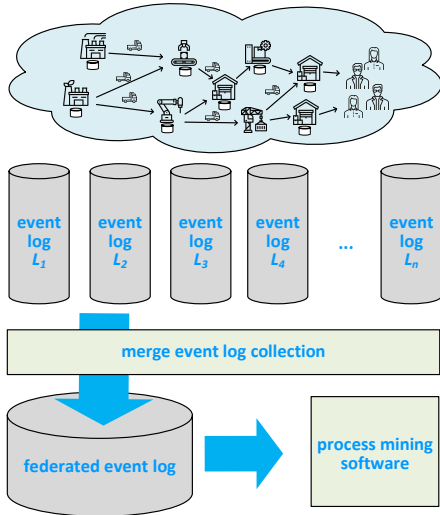 event
log
L1
event
log
L2
event
log
L3
event
log
L4
...
event
log
Ln
merge event log collection
federated event log
process mining
software